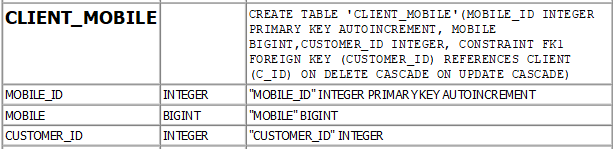 CLIENT_MOBILE
CREATE TABLE 'CLIENT_MOBILE'(MOBILE_ID INTEGER
PRIMARY KEY AUTOINCREMENT, MOBILE
BIGINT,CUSTOMER_ID INTEGER, CONSTRAINT FK1
FOREIGN KEY (CUSTOMER_ID) REFERENCES CLIENT
(C_ID) ON DELETE CASCADE ON UPDATE CASCADE)
MOBILE_ID INTEGER "MOBILE_ID" INTEGER PRIMARY KEY AUTOINCREMENT
MOBILE BIGINT "MOBILE" BIGINT
CUSTOMER_ID INTEGER "CUSTOMER_ID" INTEGER